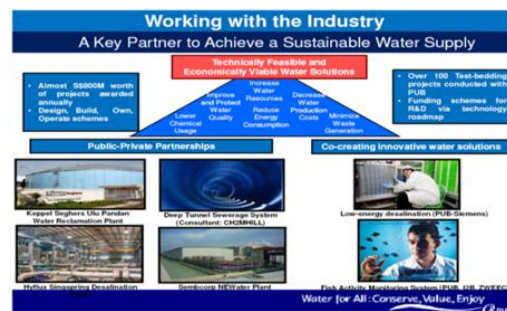 Working with the Industry
A Key Partner to Achieve a Sustainable Water Supply
Technically Feasible and
Economically Viable Water Solutions
• Almost S$800M worth
of projects awarded
annually
• Design, Build, Own,
Operate schemes
Lower
Chemical
Usage
Improve
and Protect
Water
Quality
Increase
Water
Resources
Reduce
Energy
Consumption
Decrease
Water
Production
Costs
Minimize
Waste
Generation
• Over 100 Test-bedding
projects conducted with
PUB
• Funding schemes for
R&D via technology
roadmap
Public-Private Partnerships
Co-creating innovative water solutions
Keppel Seghers Ulu Pandan
Water Reclamation Plant
Deep Tunnel Sewerage System
(Consultant: CH2MHILL)
Low-energy desalination (PUB-Siemens)
Hyflux Singspring Desalination
Sembcorp NEWater Plant
Fish Activity Monitoring System (PUB, I2R, ZWEEC)
Water for All: Conserve, Value, Enjoy